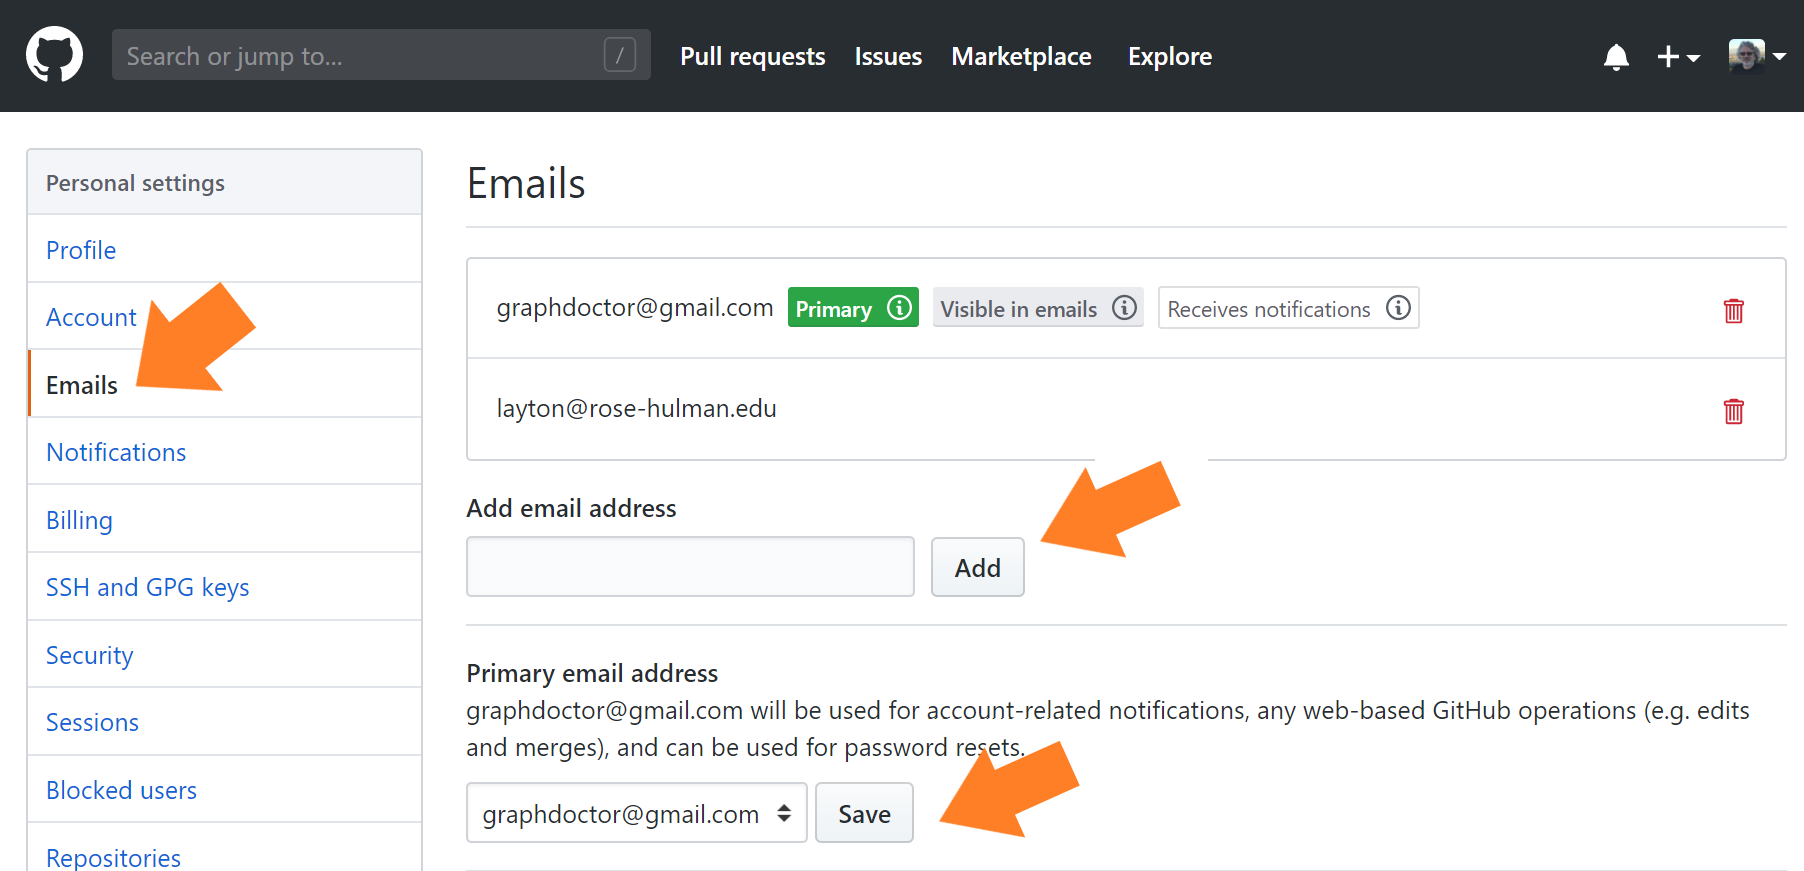 Search or jump to...
/
Pull requests
Issues
Marketplace
Explore
Personal settings
Profile
Account
Emails
Notifications
Billing
SSH and GPG keys
Security
Sessions
Blocked users
Repositories
Emails
graphdoctor@gmail.com Primary Visible in emails Receives notifications
layton@rose-hulman.edu
Add email address
Add
Primary email address
graphdoctor@gmail.com will be used for account-related notifications, any web-based GitHub operations (e.g. edits
and merges), and can be used for password resets.
graphdoctor@gmail.com Save